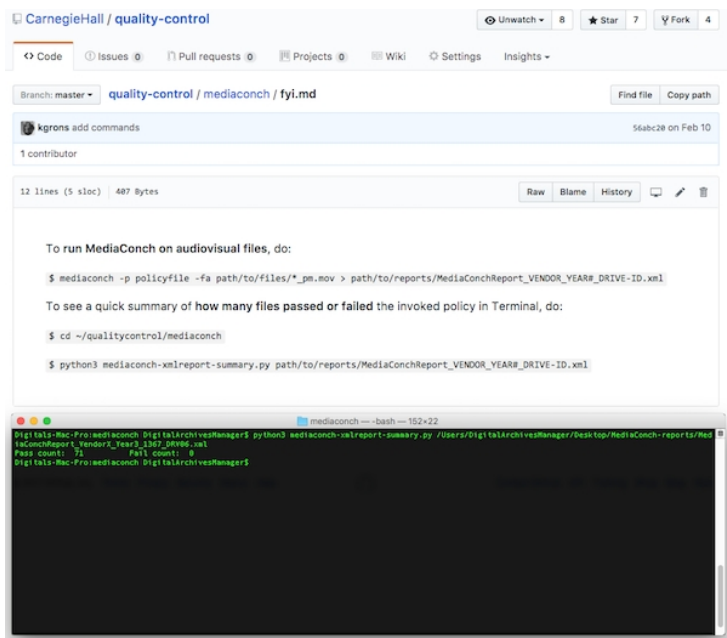 CarnegieHall / quality-control
Unwatch 8 Star 7 Fork 4
Code Issues 0 Pull requests 0 Projects 0 Wiki Settings Insights
Branch: master quality-control / mediaconch / fyi.md Find file Copy path
kgrons add commands 56abc20 on Feb 10
1 contributor
12 lines (5 sloc) 407 Bytes Raw Blame History
To run MediaConch on audiovisual files, do:
$ mediaconch -p policyfile -fa path/to/files/*_pm.mov > path/to/reports/MediaConchReport_VENDOR_YEAR#_DRIVE-ID.xml
To see a quick summary of how many files passed or failed the invoked policy in Terminal, do:
$ cd ~/qualitycontrol/mediaconch
$ python3 mediaconch-xmlreport-summary.py path/to/reports/MediaConchReport_VENDOR_YEAR#_DRIVE-ID.xml
mediaconch — -bash — 152×22
Digitals-Mac-Pro:mediaconch DigitalArchivesManager$ python3 mediaconch-xmlreport-summary.py /Users/DigitalArchivesManager/Desktop/MediaConch-reports/Med
iaConchReport_VendorX_Year3_1367_DRV06.xml
Pass count: 71 Fail count: 0
Digitals-Mac-Pro:mediaconch DigitalArchivesManager$